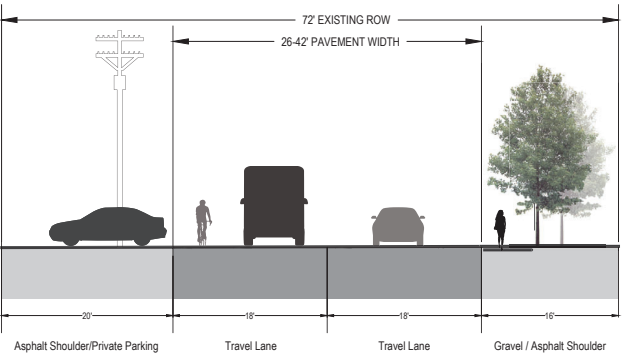 72' EXISTING ROW
26-42' PAVEMENT WIDTH
20' 18' 18' 16'
Asphalt Shoulder/Private Parking Travel Lane Travel Lane Gravel / Asphalt Shoulder